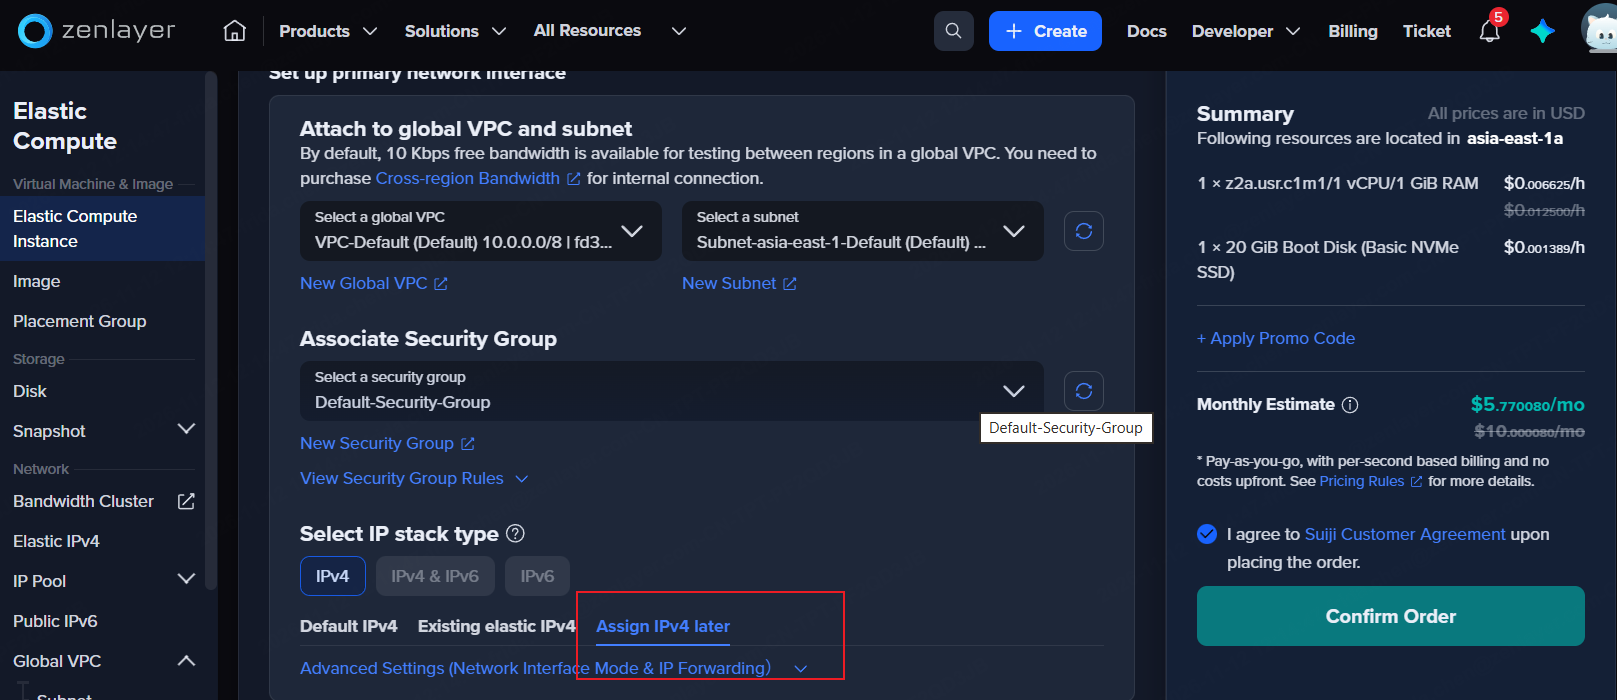 zenlayer
Products
Solutions
All Resources
Create
Docs
Developer
Billing
Ticket
5
Elastic
Compute
Virtual Machine & Image
Elastic Compute
Instance
Image
Placement Group
Storage
Disk
Snapshot
Network
Bandwidth Cluster
Elastic IPv4
IP Pool
Public IPv6
Global VPC
Subnet
Set up primary network interface
Attach to global VPC and subnet
By default, 10 Kbps free bandwidth is available for testing between regions in a global VPC. You need to
purchase Cross-region Bandwidth for internal connection.
Select a global VPC
VPC-Default (Default) 10.0.0.0/8 | fd3...
Select a subnet
Subnet-asia-east-1-Default (Default) ...
New Global VPC
New Subnet
Associate Security Group
Select a security group
Default-Security-Group
Default-Security-Group
New Security Group
View Security Group Rules
Select IP stack type
IPv4
IPv4 & IPv6
IPv6
Default IPv4
Existing elastic IPv4
Assign IPv4 later
Advanced Settings (Network Interface Mode & IP Forwarding)
Summary
All prices are in USD
Following resources are located in asia-east-1a
1 × z2a.usr.c1m1/1 vCPU/1 GiB RAM
$0.006625/h
$0.012500/h
1 × 20 GiB Boot Disk (Basic NVMe
SSD)
$0.001389/h
+ Apply Promo Code
Monthly Estimate
$5.770080/mo
$10.000080/mo
* Pay-as-you-go, with per-second based billing and no
costs upfront. See Pricing Rules for more details.
I agree to Suiji Customer Agreement upon
placing the order.
Confirm Order